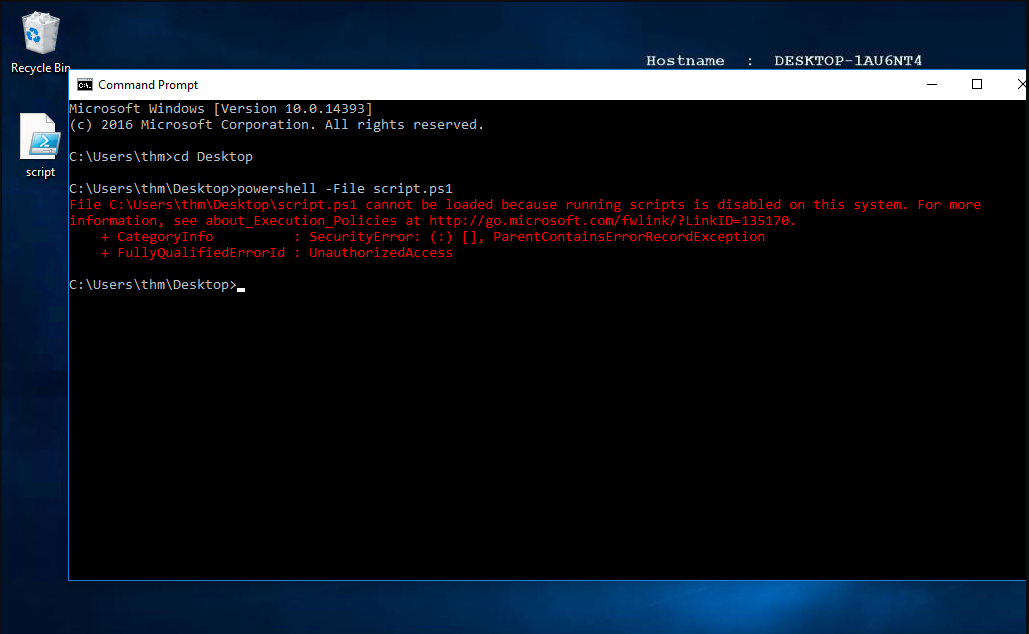 Recycle Bin
script
Hostname : DESKTOP-1AU6NT4
Command Prompt
Microsoft Windows [Version 10.0.14393]
(c) 2016 Microsoft Corporation. All rights reserved.
C:\Users\thm>cd Desktop
C:\Users\thm\Desktop>powershell -File script.ps1
File C:\Users\thm\Desktop\script.ps1 cannot be loaded because running scripts is disabled on this system. For more
information, see about_Execution_Policies at http://go.microsoft.com/fwlink/?LinkID=135170.
    + CategoryInfo          : SecurityError: (:) [], ParentContainsErrorRecordException
    + FullyQualifiedErrorId : UnauthorizedAccess
C:\Users\thm\Desktop>